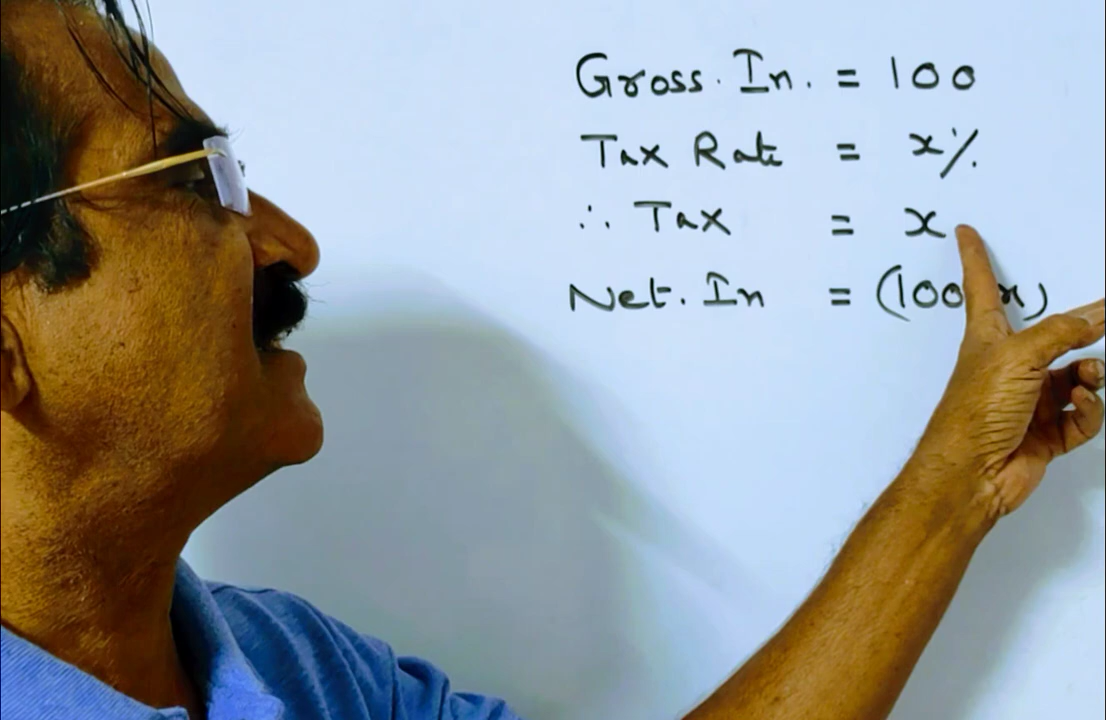 Gross. In. = 100
Tax Rate = x%
∴ Tax = x
Net. In = (100 x)